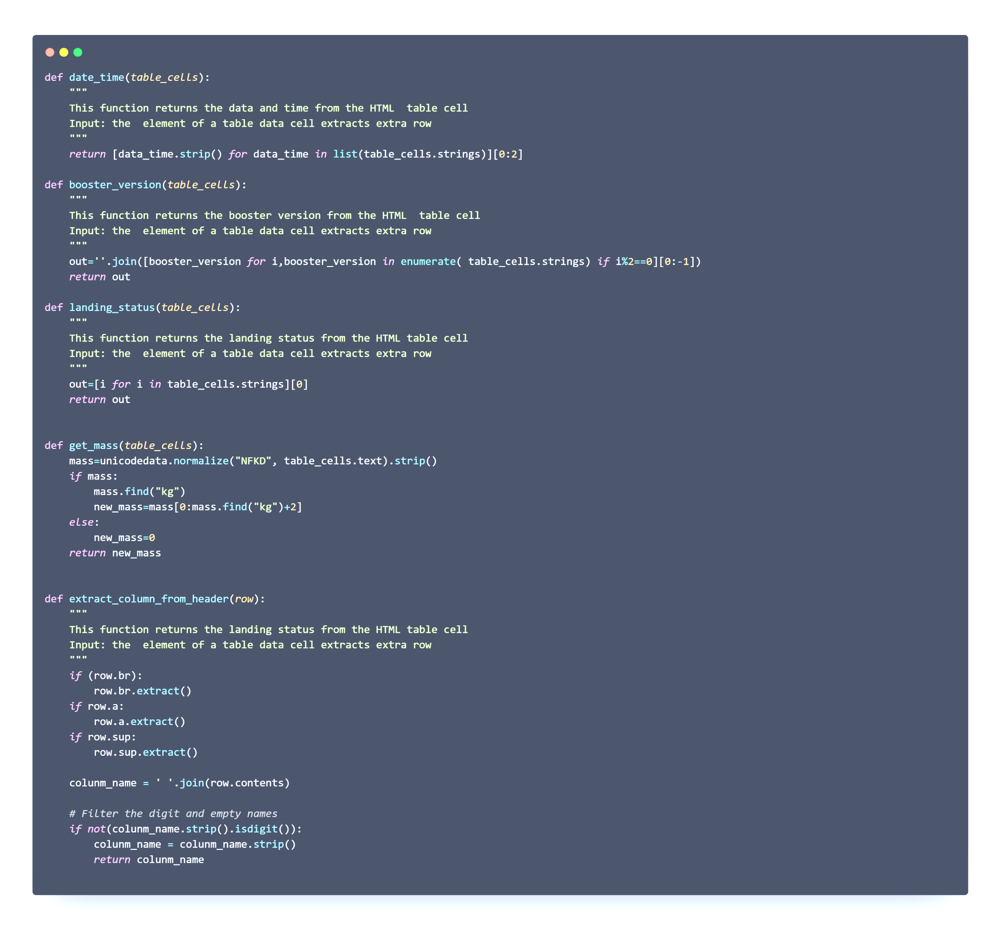 def date_time(table_cells):
    """
    This function returns the data and time from the HTML  table cell
    Input: the  element of a table data cell extracts extra row
    """
    return [data_time.strip() for data_time in list(table_cells.strings)][0:2]

def booster_version(table_cells):
    """
    This function returns the booster version from the HTML  table cell
    Input: the  element of a table data cell extracts extra row
    """
    out=''.join([booster_version for i,booster_version in enumerate( table_cells.strings) if i%2==0][0:-1])
    return out

def landing_status(table_cells):
    """
    This function returns the landing status from the HTML table cell
    Input: the  element of a table data cell extracts extra row
    """
    out=[i for i in table_cells.strings][0]
    return out


def get_mass(table_cells):
    mass=unicodedata.normalize("NFKD", table_cells.text).strip()
    if mass:
        mass.find("kg")
        new_mass=mass[0:mass.find("kg")+2]
    else:
        new_mass=0
    return new_mass


def extract_column_from_header(row):
    """
    This function returns the landing status from the HTML table cell
    Input: the  element of a table data cell extracts extra row
    """
    if (row.br):
        row.br.extract()
    if row.a:
        row.a.extract()
    if row.sup:
        row.sup.extract()

    colunm_name = ' '.join(row.contents)

    # Filter the digit and empty names
    if not(colunm_name.strip().isdigit()):
        colunm_name = colunm_name.strip()
        return colunm_name